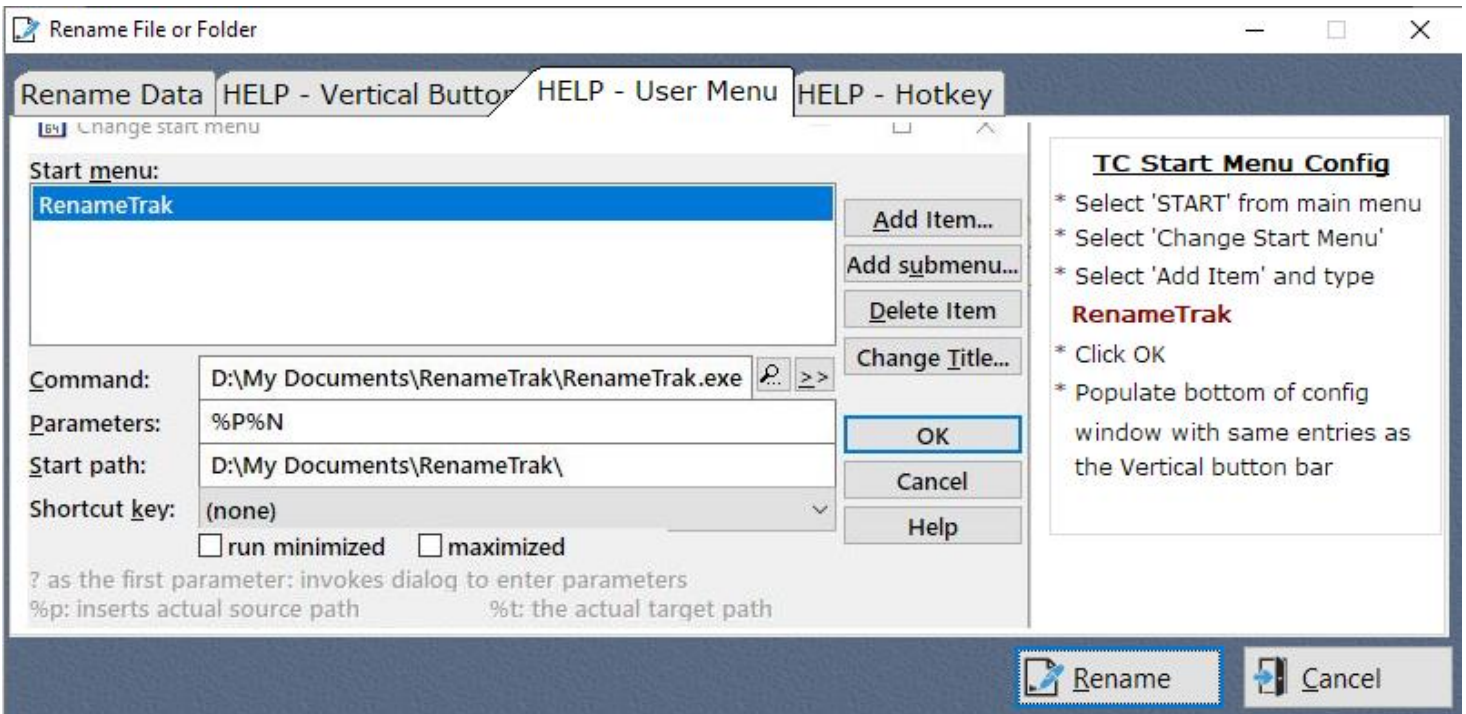 Rename File or Folder
Rename Data
HELP - Vertical Button
HELP - User Menu
HELP - Hotkey
Change start menu
Start menu:
RenameTrak
Add Item...
Add submenu...
Delete Item
Change Title...
Command: D:\My Documents\RenameTrak\RenameTrak.exe >>
Parameters: %P%N
Start path: D:\My Documents\RenameTrak\
Shortcut key: (none)
run minimized maximized
OK
Cancel
Help
? as the first parameter: invokes dialog to enter parameters
%p: inserts actual source path %t: the actual target path
TC Start Menu Config
* Select 'START' from main menu
* Select 'Change Start Menu'
* Select 'Add Item' and type
RenameTrak
* Click OK
* Populate bottom of config
window with same entries as
the Vertical button bar
Rename
Cancel